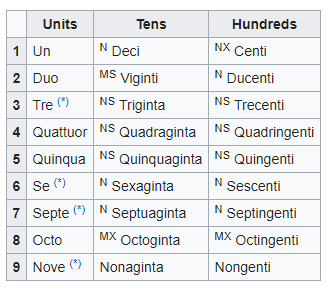 Units Tens Hundreds
1 Un N Deci NX Centi
2 Duo MS Viginti N Ducenti
3 Tre (*) NS Triginta NS Trecenti
4 Quattuor NS Quadraginta NS Quadringenti
5 Quinqua NS Quinquaginta NS Quingenti
6 Se (*) N Sexaginta N Sescenti
7 Septe (*) N Septuaginta N Septingenti
8 Octo MX Octoginta MX Octingenti
9 Nove (*) Nonaginta Nongenti